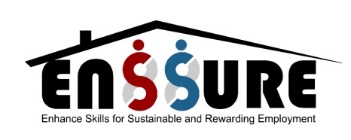 ENSSURE
Enhance Skills for Sustainable and Rewarding Employment